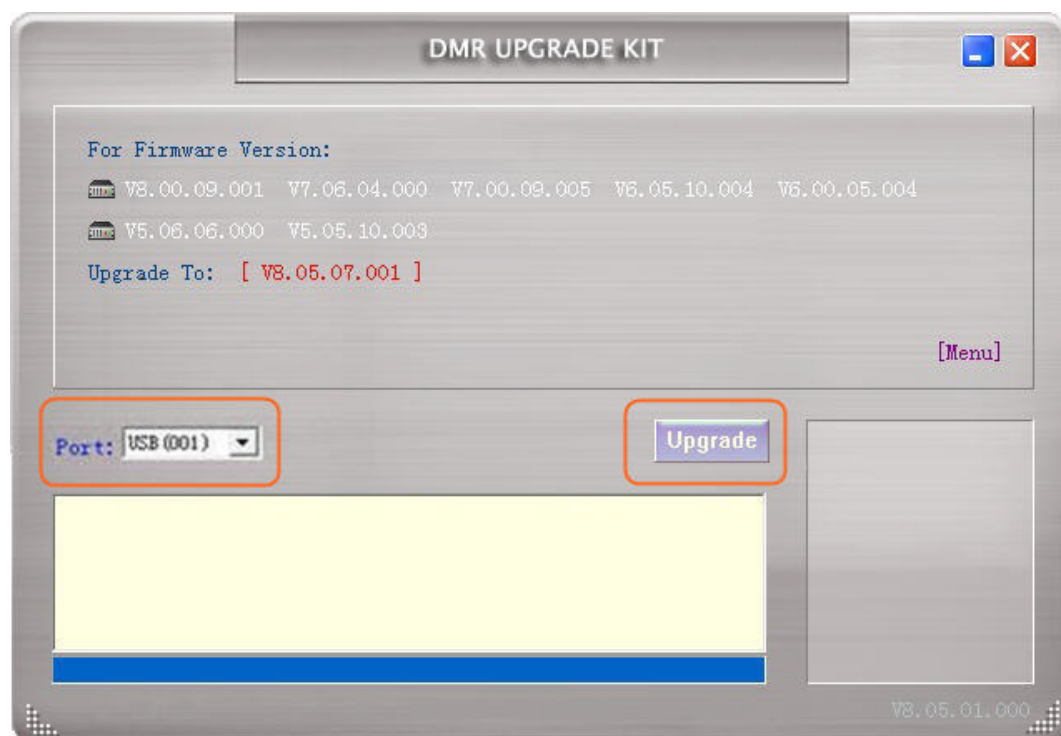 DMR UPGRADE KIT
For Firmware Version:
V8.00.09.001 V7.06.04.000 V7.00.09.005 V6.05.10.004 V6.00.05.004
V5.06.06.000 V5.05.10.003
Upgrade To: [ V8.05.07.001 ]
[Menu]
Port: USB(001)
Upgrade
V8.05.01.000